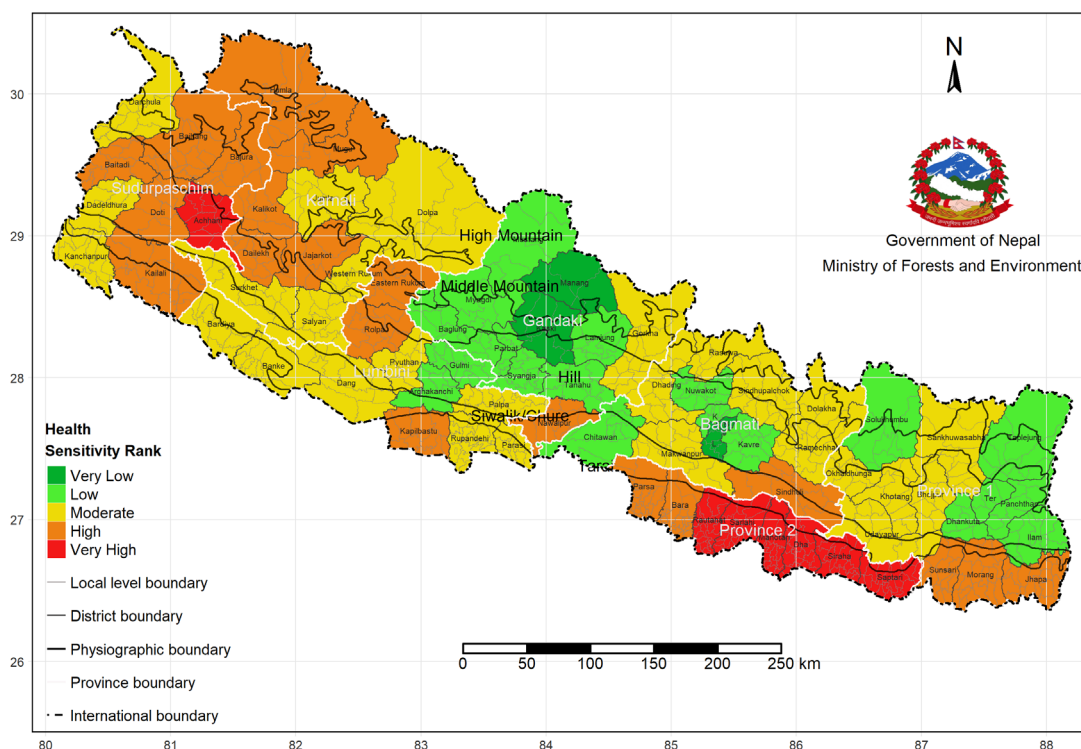 N
Government of Nepal
Ministry of Forests and Environment
30
29
28
27
26
80
81
82
83
84
85
86
87
88
Humla
Darchula
Bajhang
Bajura
Mugu
Baitadi
Sudurpaschim
Karnali
Dadeldhura
Doti
Achham
Kalikot
Dolpa
High Mountain
Kanchanpur
Dailekh
Jajarkot
Kailali
Western Rukum
Eastern Rukum
Surkhet
Middle Mountain
Manang
Myagdi
Gandaki
Bardiya
Salyan
Rolpa
Baglung
Lamjung
Gorkha
Parbat
Banke
Pyuthan
Lumbini
Dang
Gulmi
Syangja
Hill
Tanahu
Arghakanchi
Rasuwa
Dhading
Nuwakot
Sindhupalchok
Palpa
Siwalik/Chure
Nawalpur
Kapilbastu
Rupandehi
Parasi
Chitawan
Bagmati
Kavre
Dolakha
Ramechhap
Makwanpur
Solukhumbu
Sankhuwasabha
Taplejung
Okhaldhunga
Khotang
Province 1
Ter
Panchthar
Dhankuta
Ilam
Parsa
Bara
Rautahat
Sarlahi
Sindhuli
Province 2
Dha
Siraha
Saptari
Udayapur
Sunsari
Morang
Jhapa
Health
Sensitivity Rank
Very Low
Low
Moderate
High
Very High
Local level boundary
District boundary
Physiographic boundary
Province boundary
International boundary
0 50 100 150 200 250 km